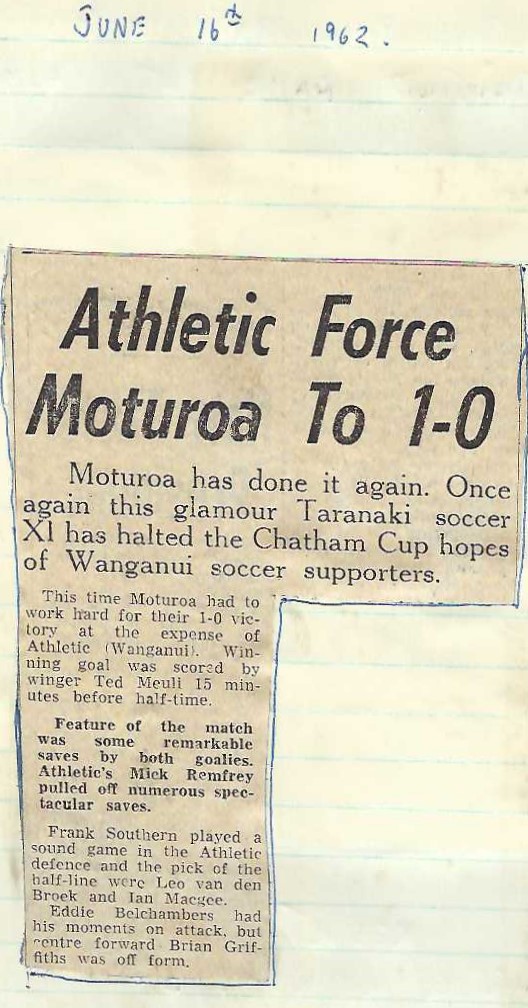 JUNE 16th 1962.
Athletic Force
Moturoa To 1-0
Moturoa has done it again. Once
again this glamour Taranaki soccer
XI has halted the Chatham Cup hopes
of Wanganui soccer supporters.
This time Moturoa had to
work hard for their 1-0 vic-
tory at the expense of
Athletic (Wanganui). Win-
ning goal was scored by
winger Ted Meuli 15 min-
utes before half-time.
Feature of the match
was some remarkable
saves by both goalies.
Athletic's Mick Remfrey
pulled off numerous spec-
tacular saves.
Frank Southern played a
sound game in the Athletic
defence and the pick of the
half-line were Leo van den
Broek and Ian Macgee.
Eddie Belchambers had
his moments on attack, but
centre forward Brian Grif-
fiths was off form.